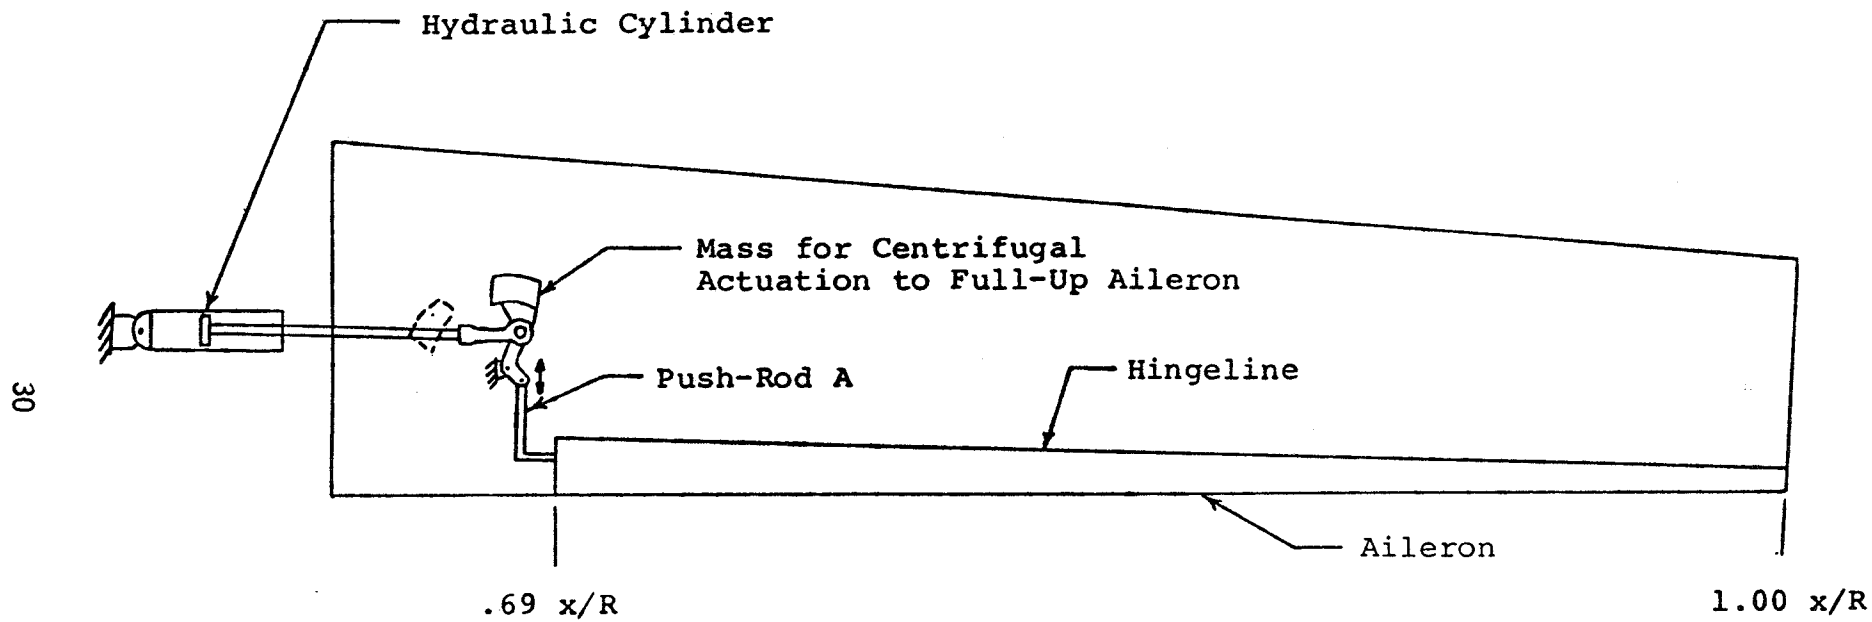 Hydraulic Cylinder
Mass for Centrifugal
Actuation to Full-Up Aileron
Push-Rod A
Hingeline
Aileron
.69 x/R
1.00 x/R
30